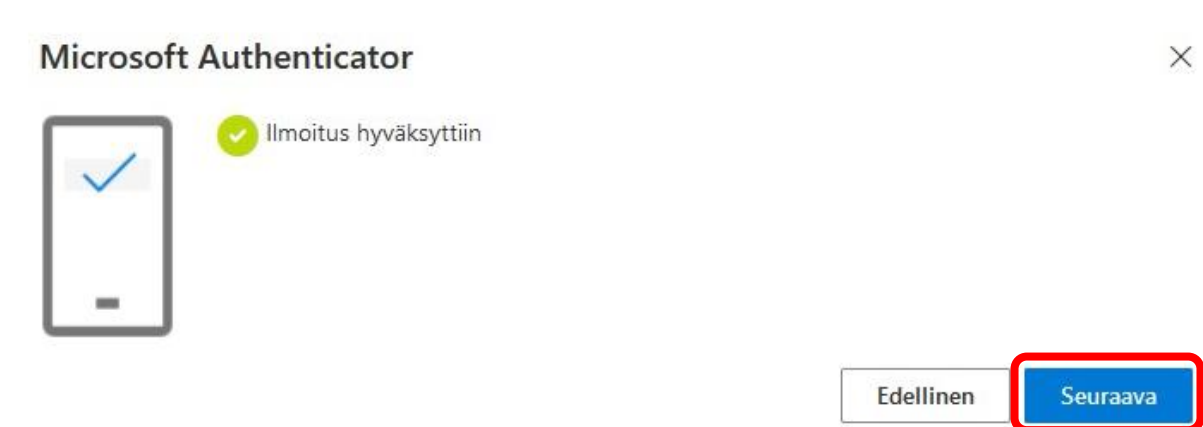 Microsoft Authenticator
Ilmoitus hyväksyttiin
Edellinen
Seuraava